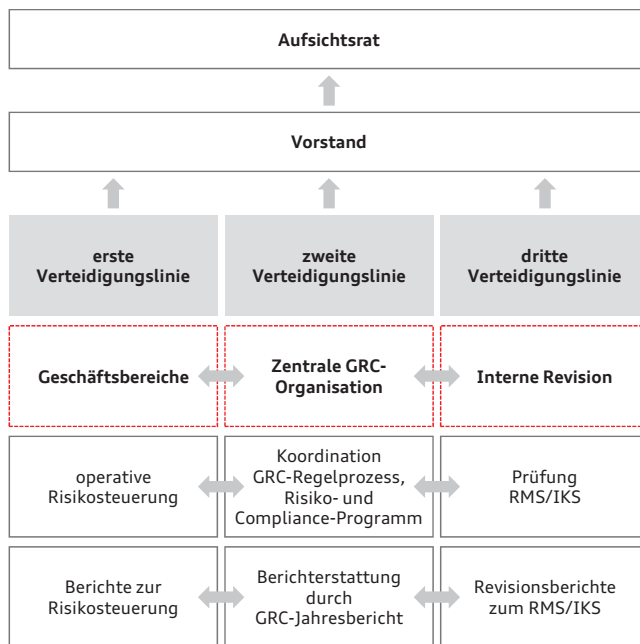 Aufsichtsrat
Vorstand
erste
Verteidigungslinie
zweite
Verteidigungslinie
dritte
Verteidigungslinie
Geschäftsbereiche
Zentrale GRC-
Organisation
Interne Revision
operative
Risikosteuerung
Koordination
GRC-Regelprozess,
Risiko- und
Compliance-Programm
Prüfung
RMS/IKS
Berichte zur
Risikosteuerung
Berichterstattung
durch
GRC-Jahresbericht
Revisionsberichte
zum RMS/IKS